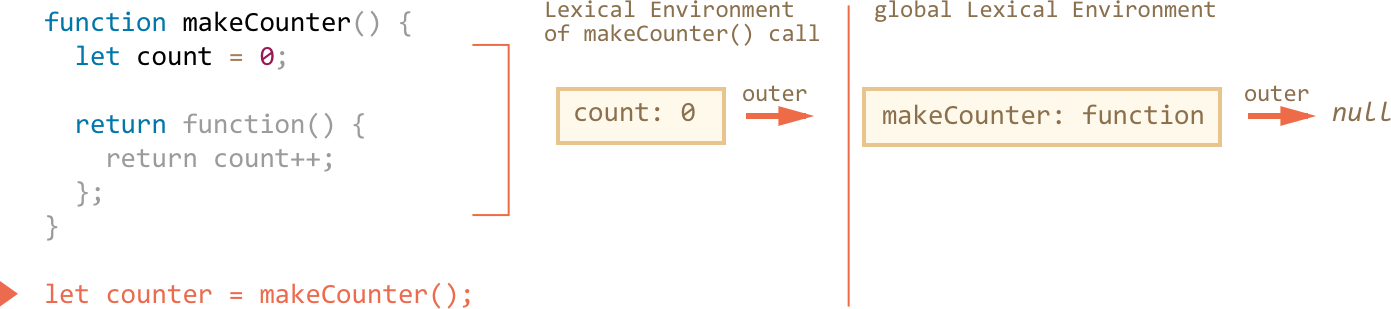 function makeCounter() {
  let count = 0;

  return function() {
    return count++;
  };
}

let counter = makeCounter();
Lexical Environment
of makeCounter() call
count: 0
outer
global Lexical Environment
makeCounter: function
outer
null